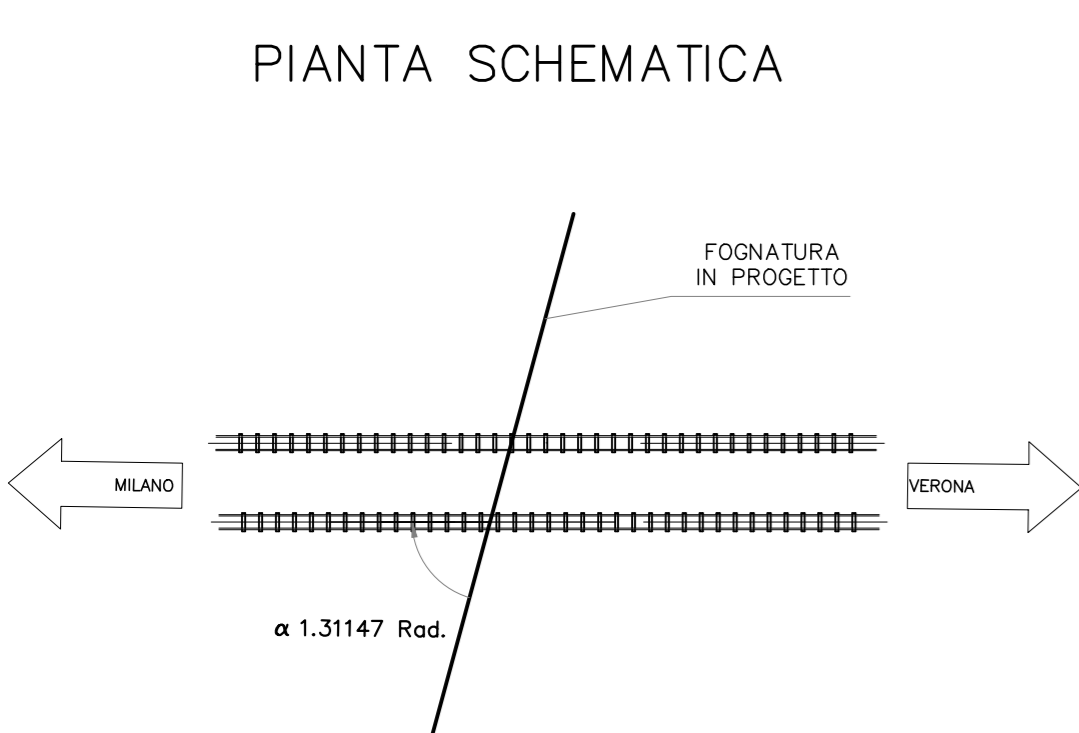 PIANTA SCHEMATICA
FOGNATURA
IN PROGETTO
MILANO
VERONA
α 1.31147 Rad.